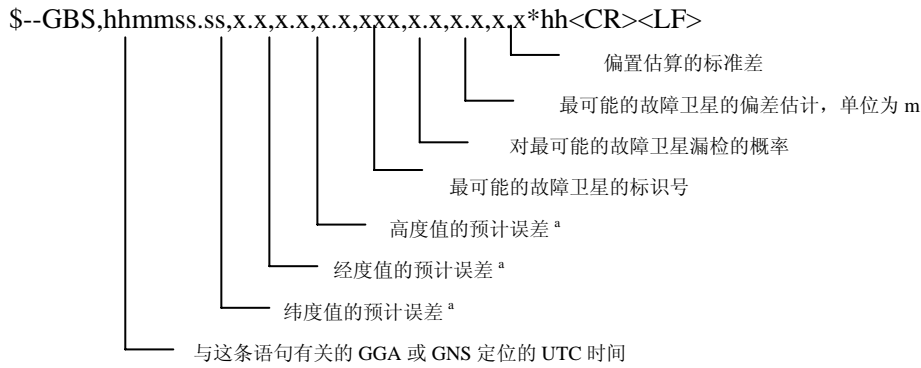 $--GBS,hhmmss.ss,x.x,x.x,x.x,xxx,x.x,x.x,x.x*hh<CR><LF>
偏置估算的标准差
最可能的故障卫星的偏差估计，单位为 m
对最可能的故障卫星漏检的概率
最可能的故障卫星的标识号
高度值的预计误差 a
经度值的预计误差 a
纬度值的预计误差 a
与这条语句有关的 GGA 或 GNS 定位的 UTC 时间